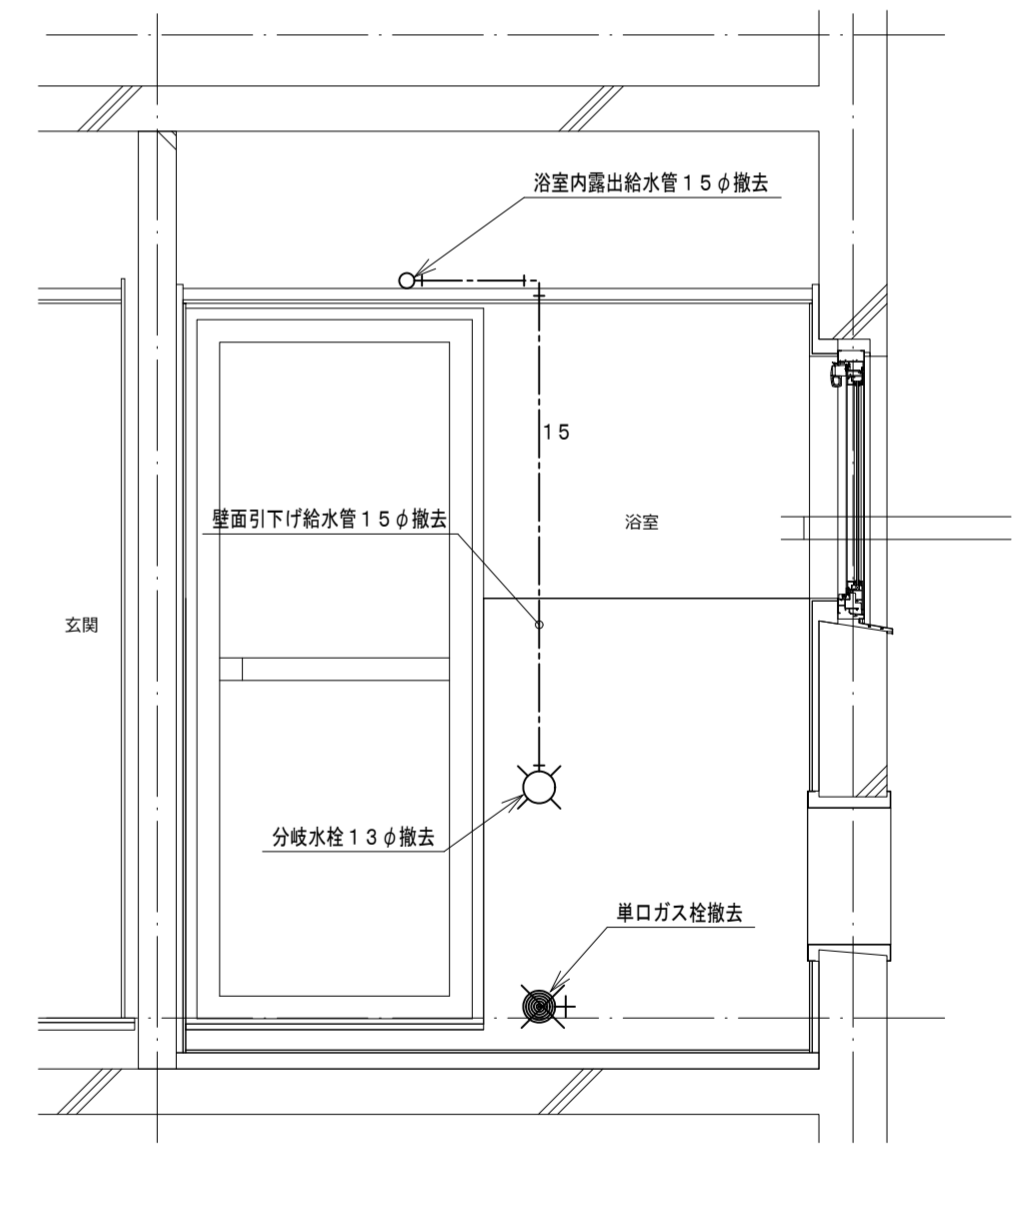 浴室内露出給水管１５φ撤去
１５
壁面引下げ給水管１５φ撤去
浴室
玄関
分岐水栓１３φ撤去
単口ガス栓撤去